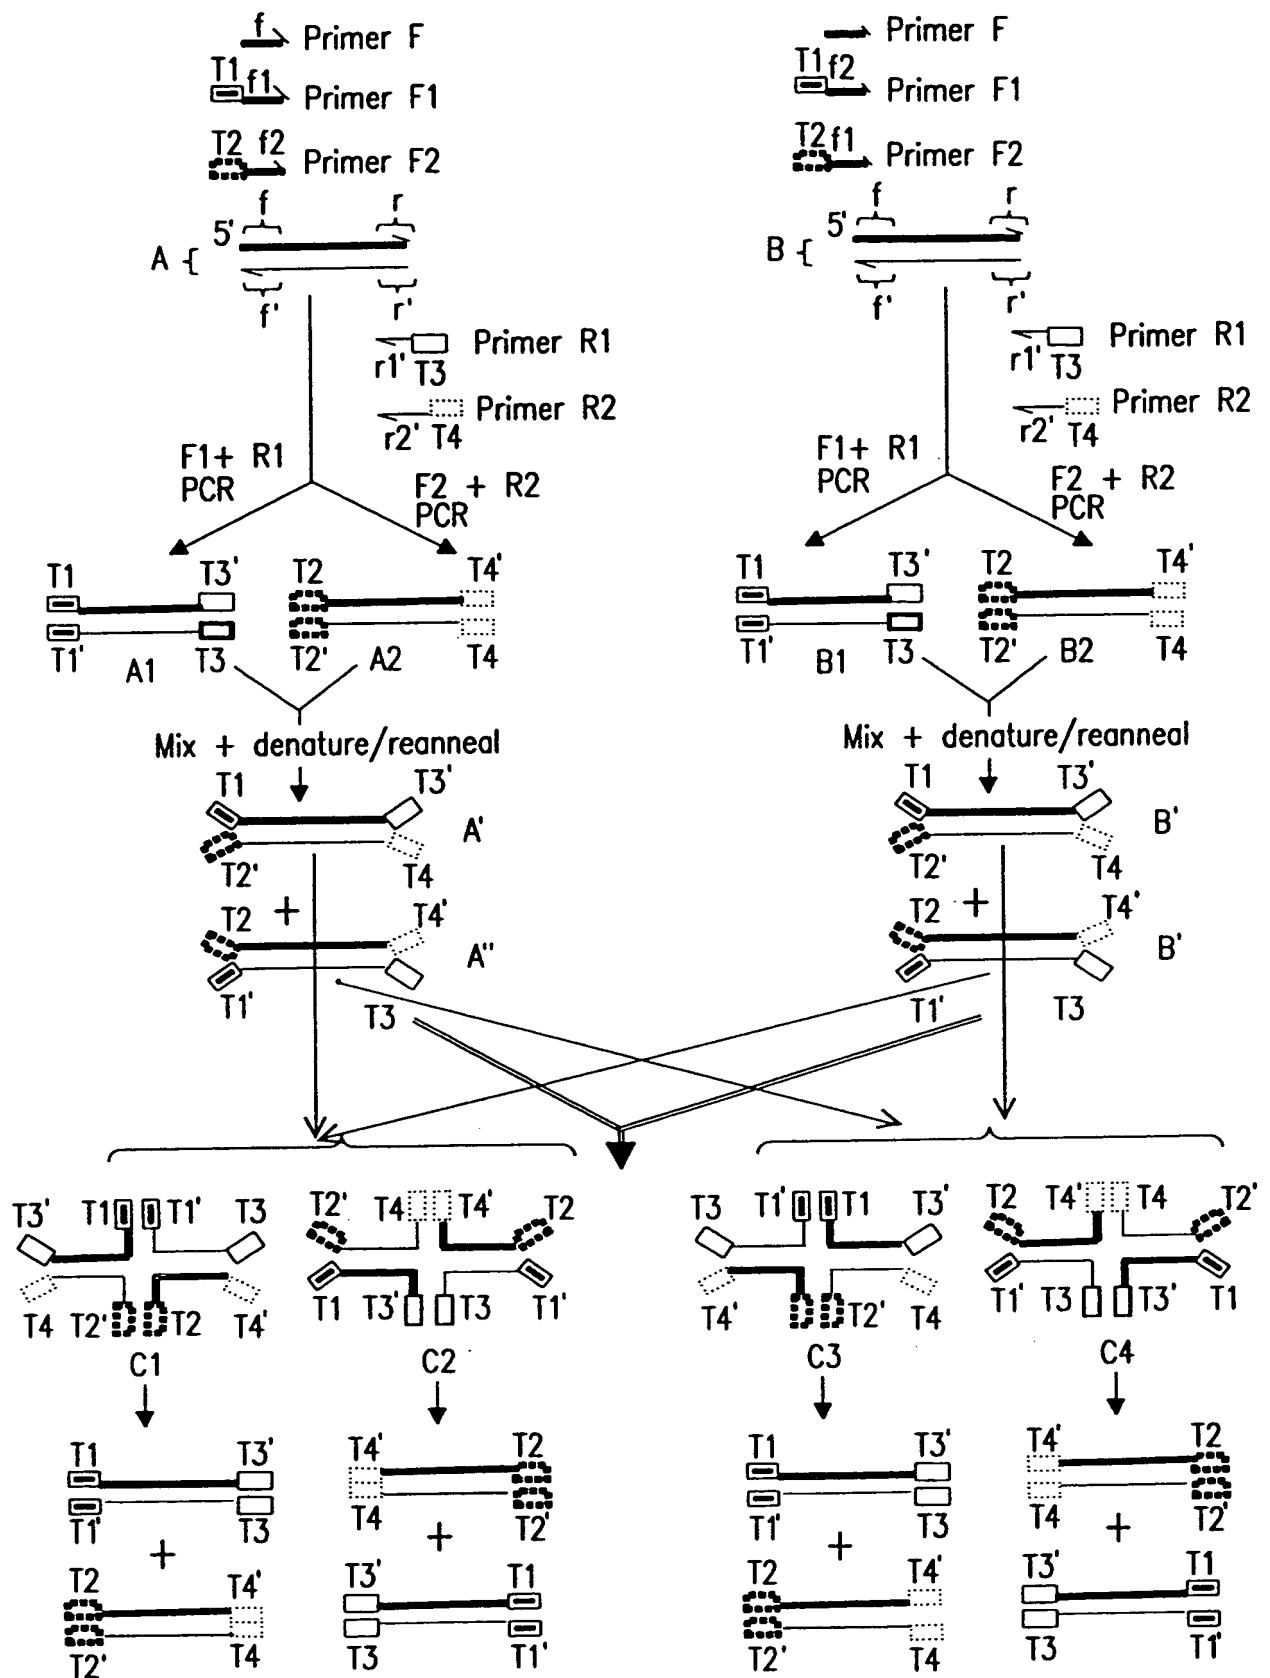 f
Primer F
T1 f1
Primer F1
T2 f2
Primer F2
f r
5'
A {
f' r'
Primer R1
r1' T3
Primer R2
r2' T4
F1+ R1
PCR
F2 + R2
PCR
T1 T3' T2 T4'
T1' A1 T3 T2' A2 T4
Mix + denature/reanneal
T1 T3'
A'
T2' T4
+
T2 T4'
A''
T1' T3
Primer F
T1 f2
Primer F1
T2 f1
Primer F2
f r
5'
B {
f' r'
Primer R1
r1' T3
Primer R2
r2' T4
F1+ R1
PCR
F2 + R2
PCR
T1 T3' T2 T4'
T1' B1 T3 T2' B2 T4
Mix + denature/reanneal
T1 T3'
B'
T2' T4
+
T2 T4'
B'
T1' T3
T3' T1 T1' T3
T4 T2' T2 T4'
C1
T1 T3'
T1' T3
+
T2 T4'
T2' T4
T2' T4 T4' T2
T1 T3' T3 T1'
C2
T4' T2
T4 T2'
+
T3' T1
T3 T1'
T3 T1' T1 T3'
T4' T2' T4
C3
T1 T3'
T1' T3
+
T2 T4'
T2' T4
T2 T4' T4 T2'
T1' T3 T3' T1
C4
T4' T2
T4 T2'
+
T3' T1
T3 T1'